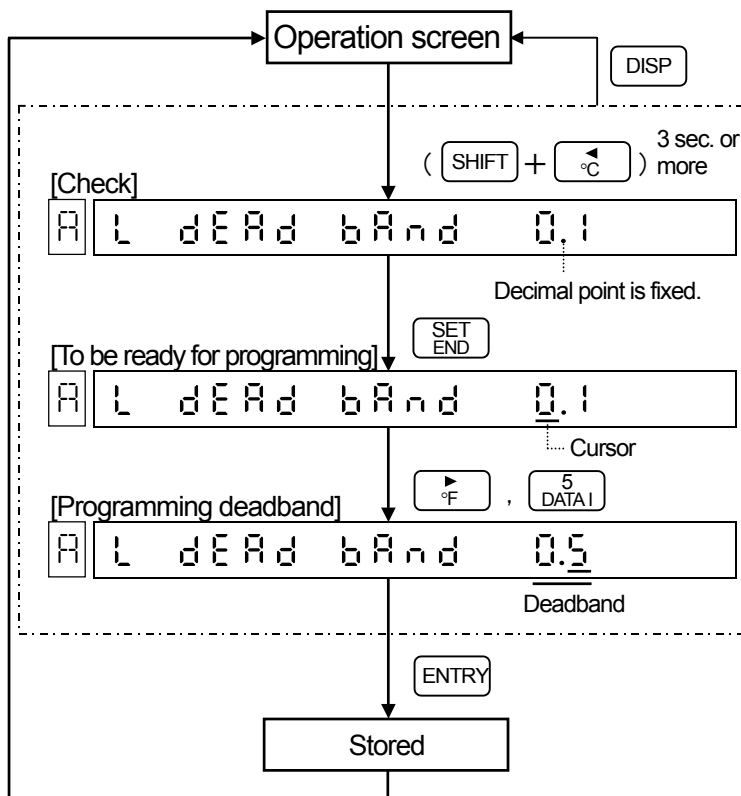 Operation screen
DISP
( SHIFT + ◄ °C ) 3 sec. or more
[Check]
A L dEAd bAnd 0.1
Decimal point is fixed.
SET END
[To be ready for programming]
A L dEAd bAnd 0.1
Cursor
► °F , 5 DATA I
[Programming deadband]
A L dEAd bAnd 0.5
Deadband
ENTRY
Stored